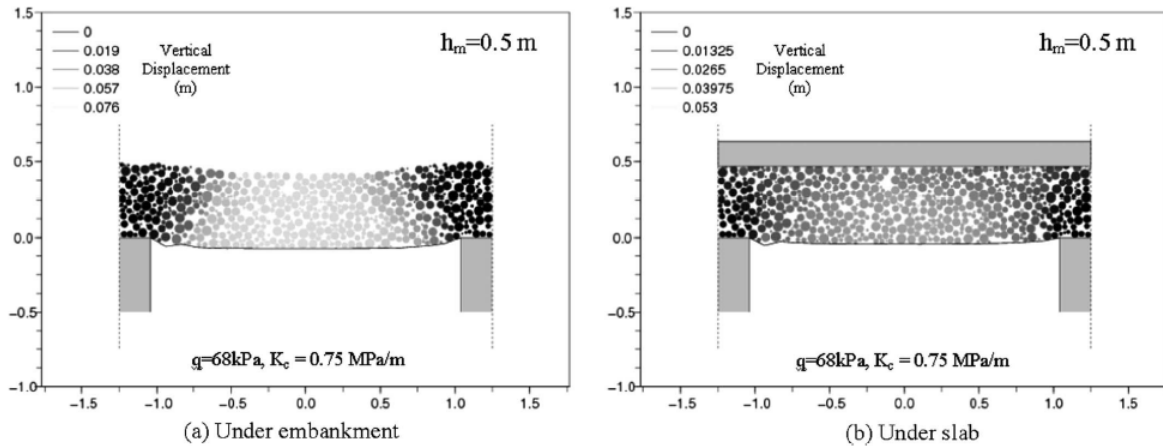 0
0.019
0.038
0.057
0.076
Vertical
Displacement
(m)
h_m=0.5 m
1.5
1.0
0.5
0.0
−0.5
−1.0
q=68kPa, K_c = 0.75 MPa/m
−1.5 −1.0 −0.5 0.0 0.5 1.0 1.5
(a) Under embankment
0
0.01325
0.0265
0.03975
0.053
Vertical
Displacement
(m)
h_m=0.5 m
1.5
1.0
0.5
0.0
−0.5
−1.0
q=68kPa, K_c = 0.75 MPa/m
−1.5 −1.0 −0.5 0.0 0.5 1.0 1.5
(b) Under slab